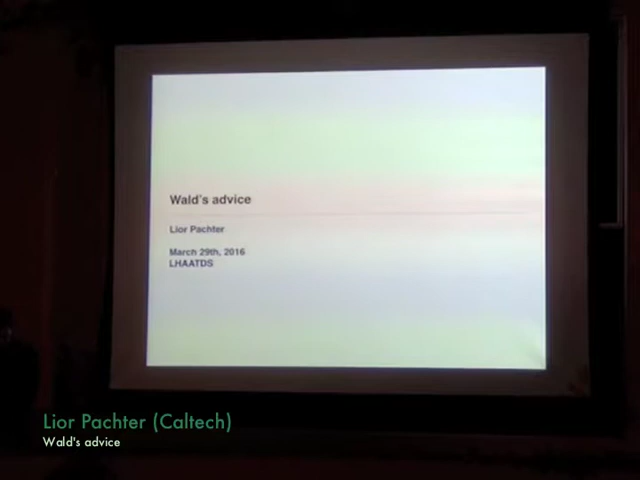 Wald's advice
Lior Pachter
March 29th, 2016
LHAATDS
Lior Pachter (Caltech)
Wald's advice